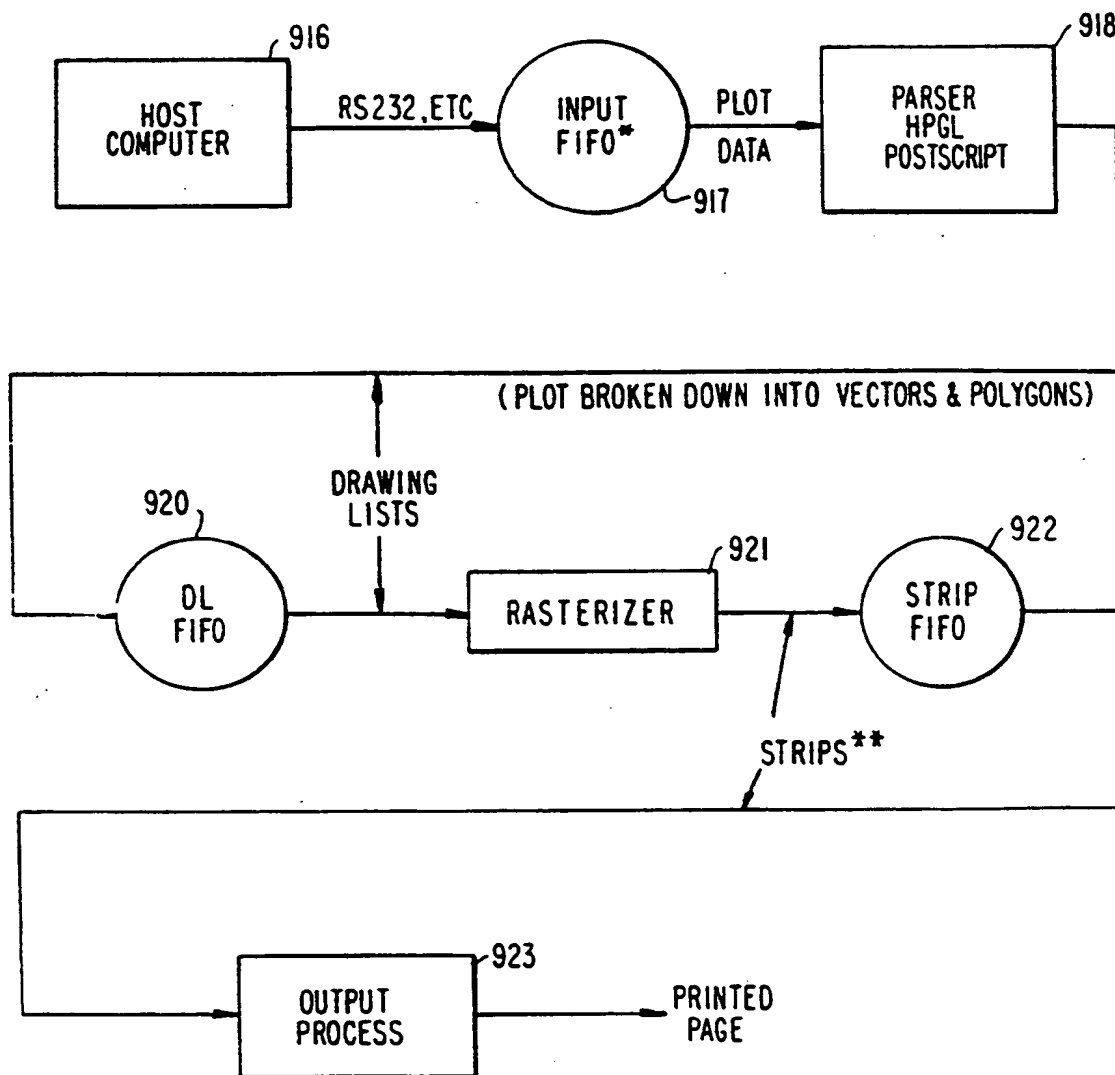 916
HOST
COMPUTER
RS232,ETC
INPUT
FIFO*
917
PLOT
DATA
918
PARSER
HPGL
POSTSCRIPT
(PLOT BROKEN DOWN INTO VECTORS & POLYGONS)
DRAWING
LISTS
920
DL
FIFO
921
RASTERIZER
922
STRIP
FIFO
STRIPS**
923
OUTPUT
PROCESS
PRINTED
PAGE